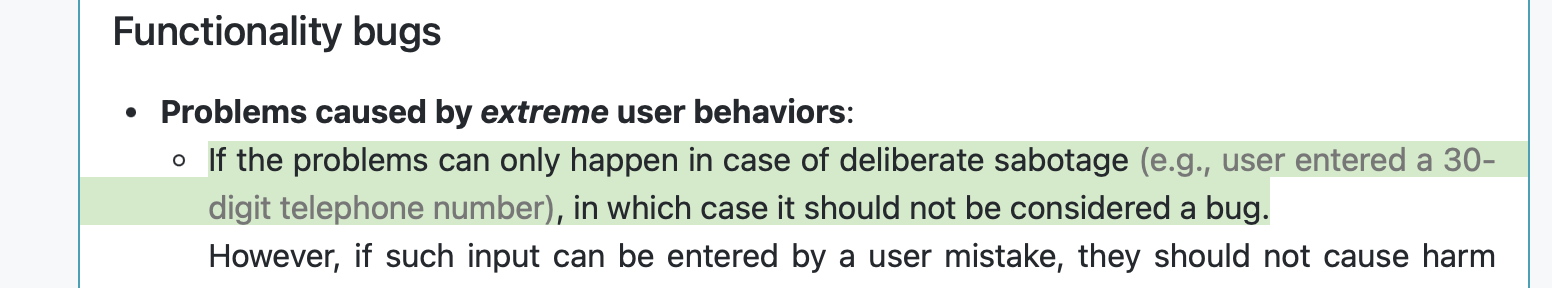 Functionality bugs
• Problems caused by extreme user behaviors:
○ If the problems can only happen in case of deliberate sabotage (e.g., user entered a 30-
digit telephone number), in which case it should not be considered a bug.
However, if such input can be entered by a user mistake, they should not cause harm